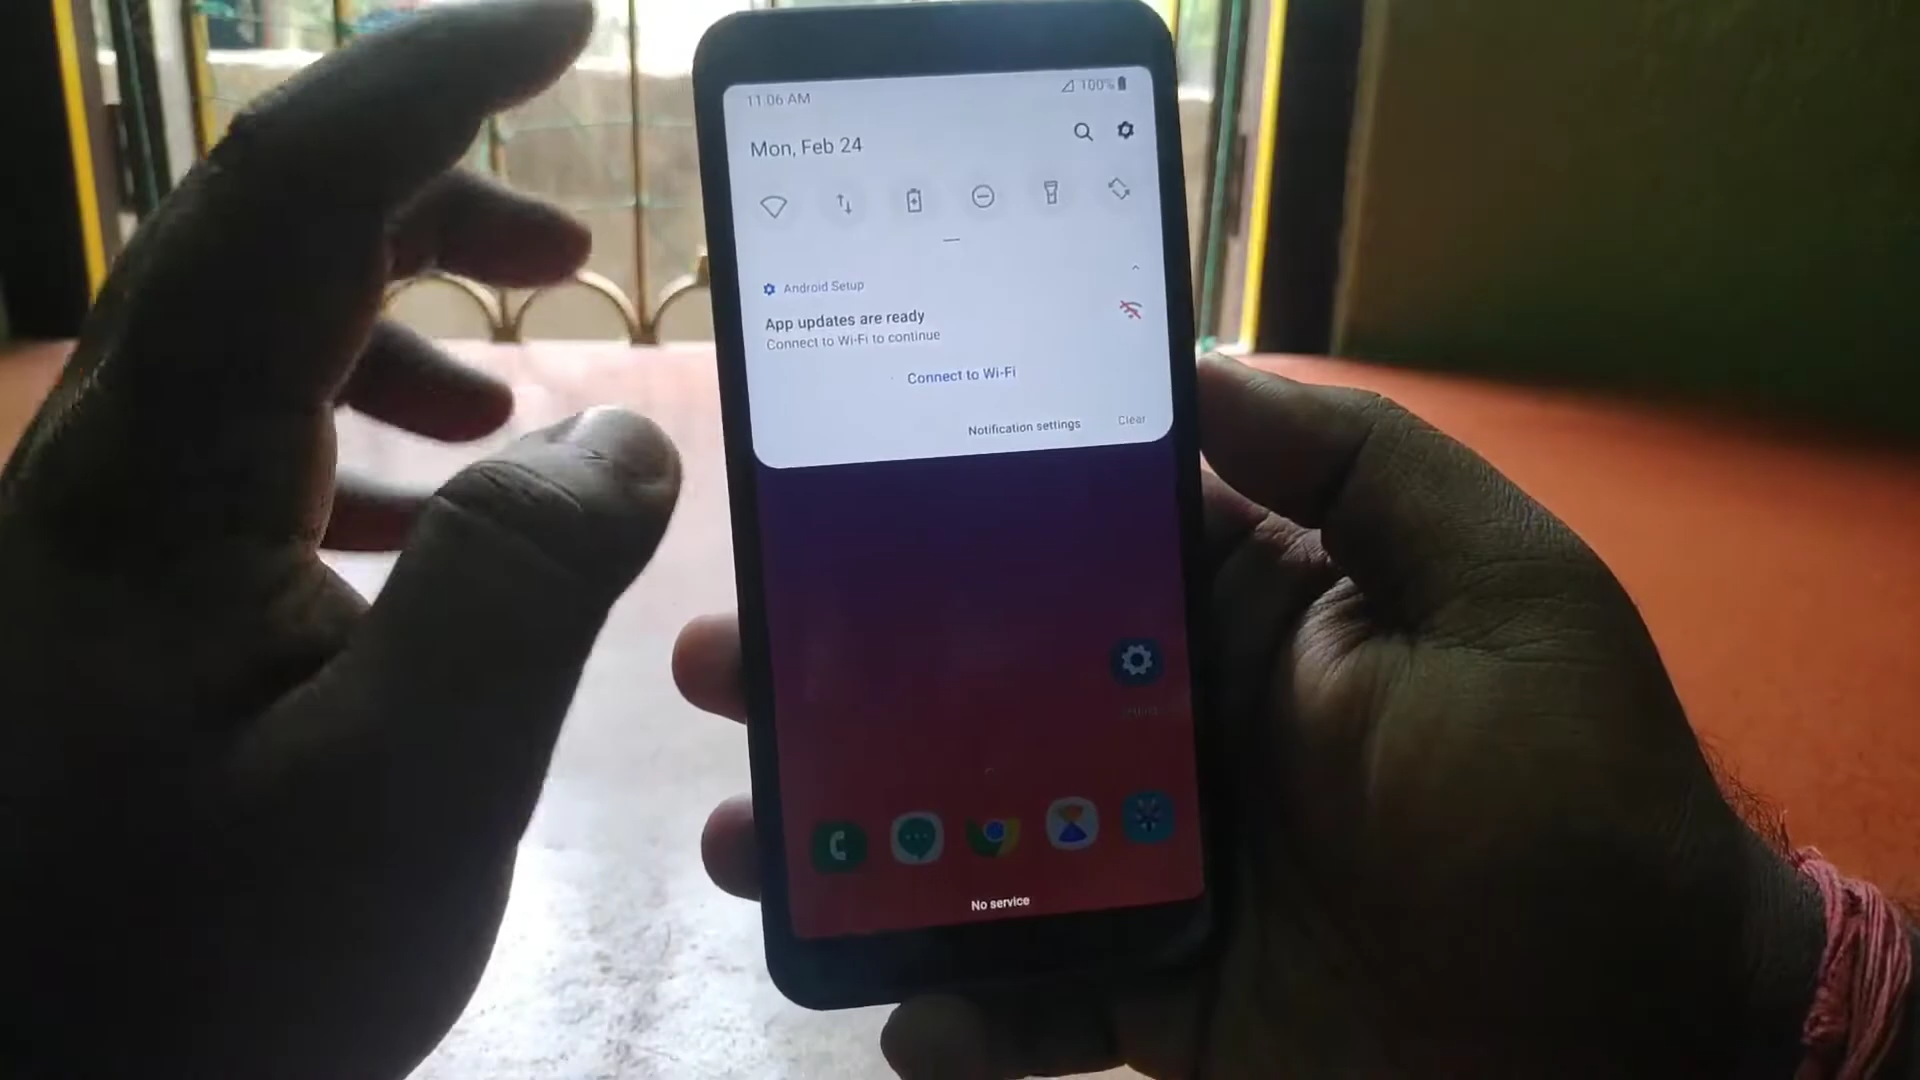 11:06 AM
100%
Mon, Feb 24
Android Setup
App updates are ready
Connect to Wi-Fi to continue
Connect to Wi-Fi
Notification settings
Clear
No service